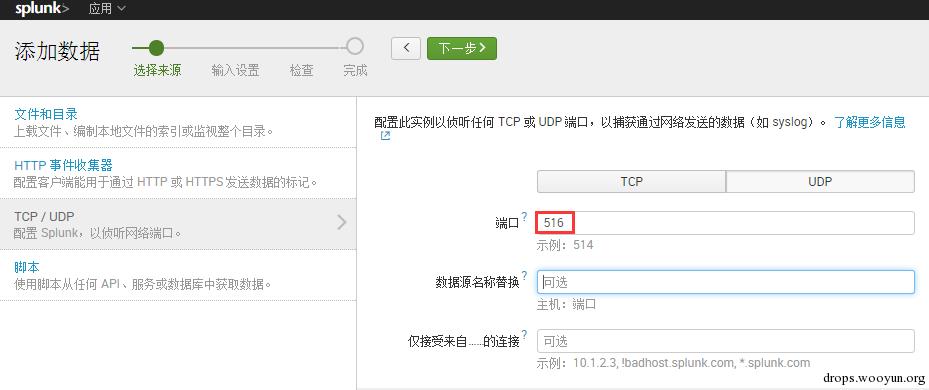 splunk> 应用
添加数据
选择来源 输入设置 检查 完成
< 下一步 >
文件和目录
上载文件、编制本地文件的索引或监视整个目录。
HTTP 事件收集器
配置客户端能用于通过 HTTP 或 HTTPS 发送数据的标记。
TCP / UDP
配置 Splunk，以侦听网络端口。
脚本
使用脚本从任何 API、服务或数据库中获取数据。
配置此实例以侦听任何 TCP 或 UDP 端口，以捕获通过网络发送的数据（如 syslog）。了解更多信息
TCP UDP
端口 ? 516
示例：514
数据源名称替换 ? 可选
主机：端口
仅接受来自.....的连接 ? 可选
示例：10.1.2.3, !badhost.splunk.com, *.splunk.com
drops.wooyun.org